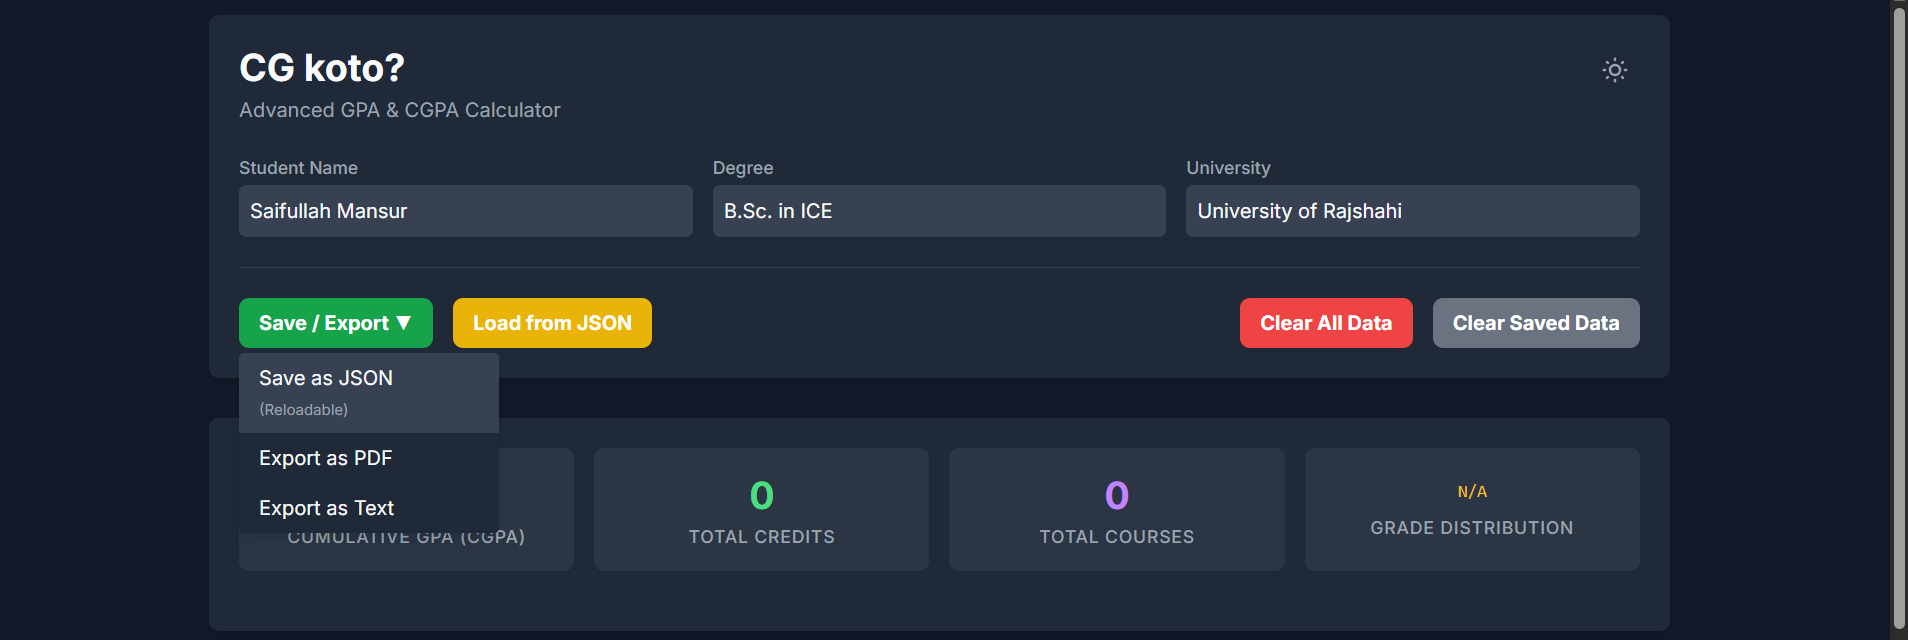 CG koto?
Advanced GPA & CGPA Calculator
Student Name
Saifullah Mansur
Degree
B.Sc. in ICE
University
University of Rajshahi
Save / Export ▼
Load from JSON
Clear All Data
Clear Saved Data
Save as JSON
(Reloadable)
Export as PDF
Export as Text
CUMULATIVE GPA (CGPA)
0
TOTAL CREDITS
0
TOTAL COURSES
N/A
GRADE DISTRIBUTION